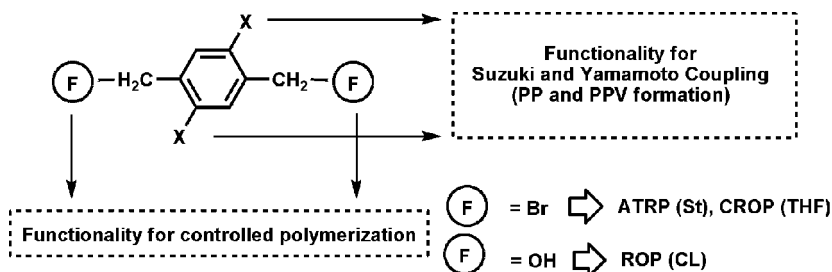 X
F –H₂C CH₂– F
X
Functionality for
Suzuki and Yamamoto Coupling
(PP and PPV formation)
Functionality for controlled polymerization
F = Br ATRP (St), CROP (THF)
F = OH ROP (CL)